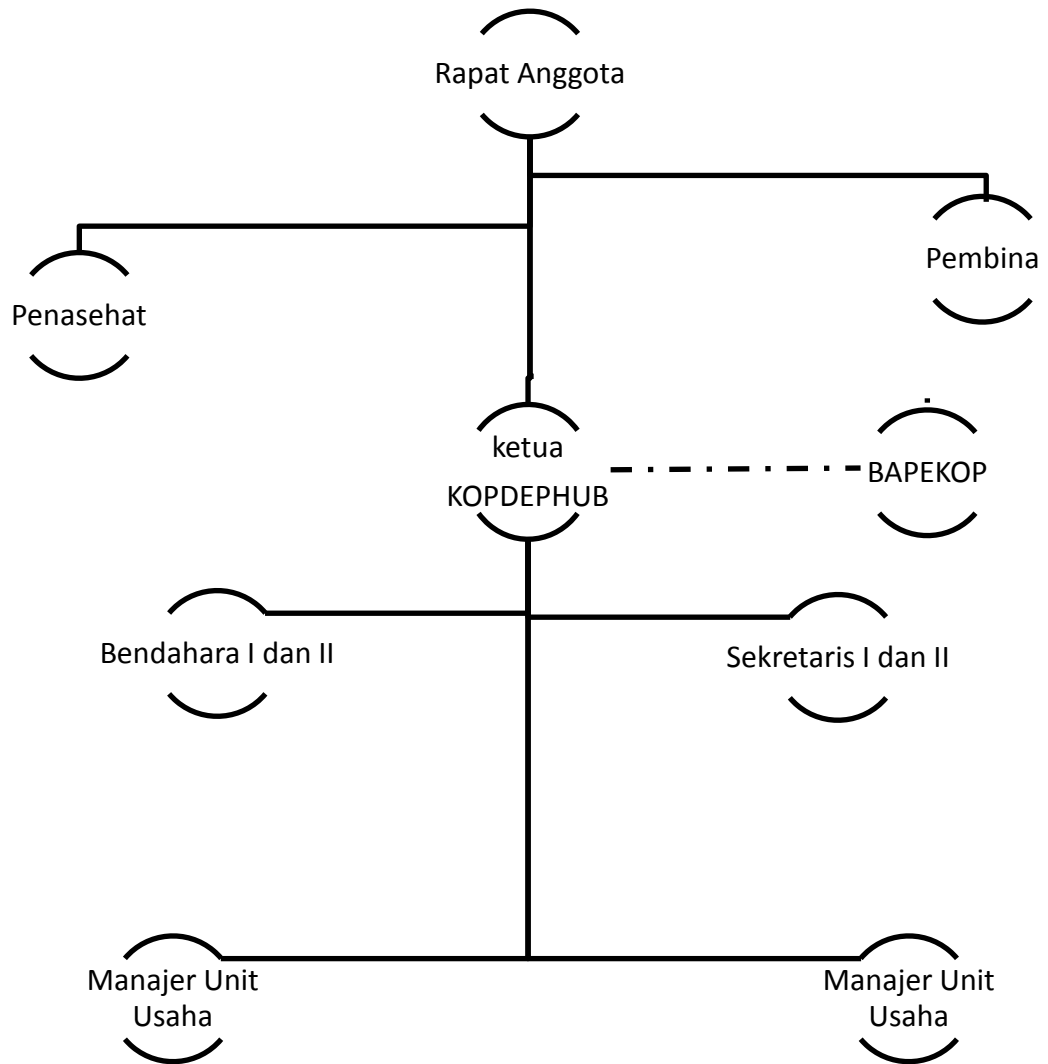 Rapat Anggota
Pembina
Penasehat
ketua
KOPDEPHUB
BAPEKOP
Bendahara I dan II
Sekretaris I dan II
Manajer Unit
Usaha
Manajer Unit
Usaha